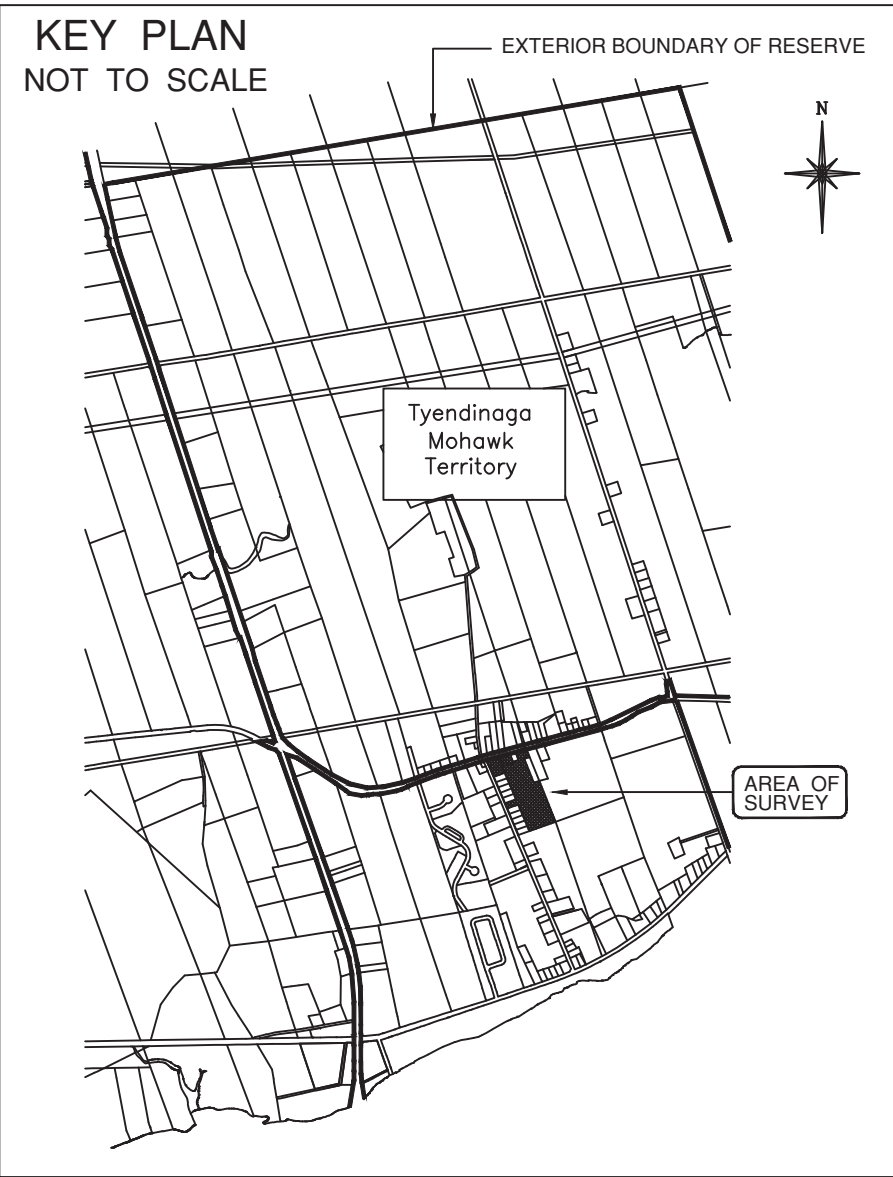 KEY PLAN
NOT TO SCALE
EXTERIOR BOUNDARY OF RESERVE
N
Tyendinaga
Mohawk
Territory
AREA OF
SURVEY